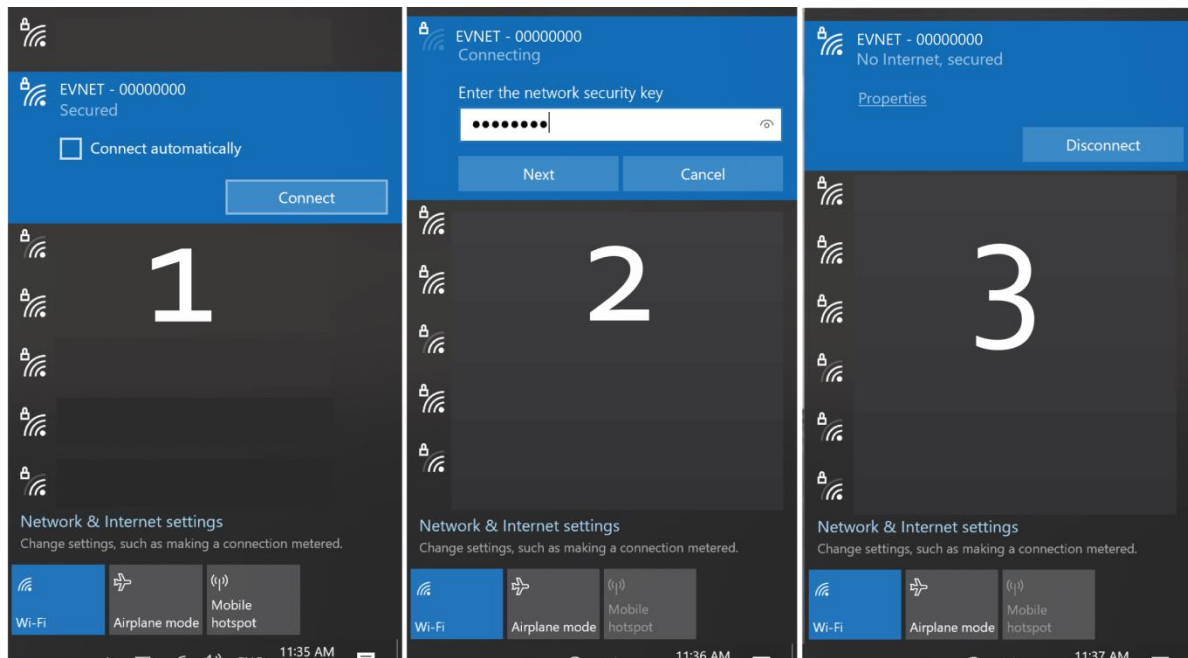 EVNET - 00000000
Secured
Connect automatically
Connect
1
Network & Internet settings
Change settings, such as making a connection metered.
Wi-Fi
Airplane mode
Mobile
hotspot
11:35 AM
EVNET - 00000000
Connecting
Enter the network security key
Next
Cancel
2
Network & Internet settings
Change settings, such as making a connection metered.
Wi-Fi
Airplane mode
Mobile
hotspot
11:36 AM
EVNET - 00000000
No Internet, secured
Properties
Disconnect
3
Network & Internet settings
Change settings, such as making a connection metered.
Wi-Fi
Airplane mode
Mobile
hotspot
11:37 AM